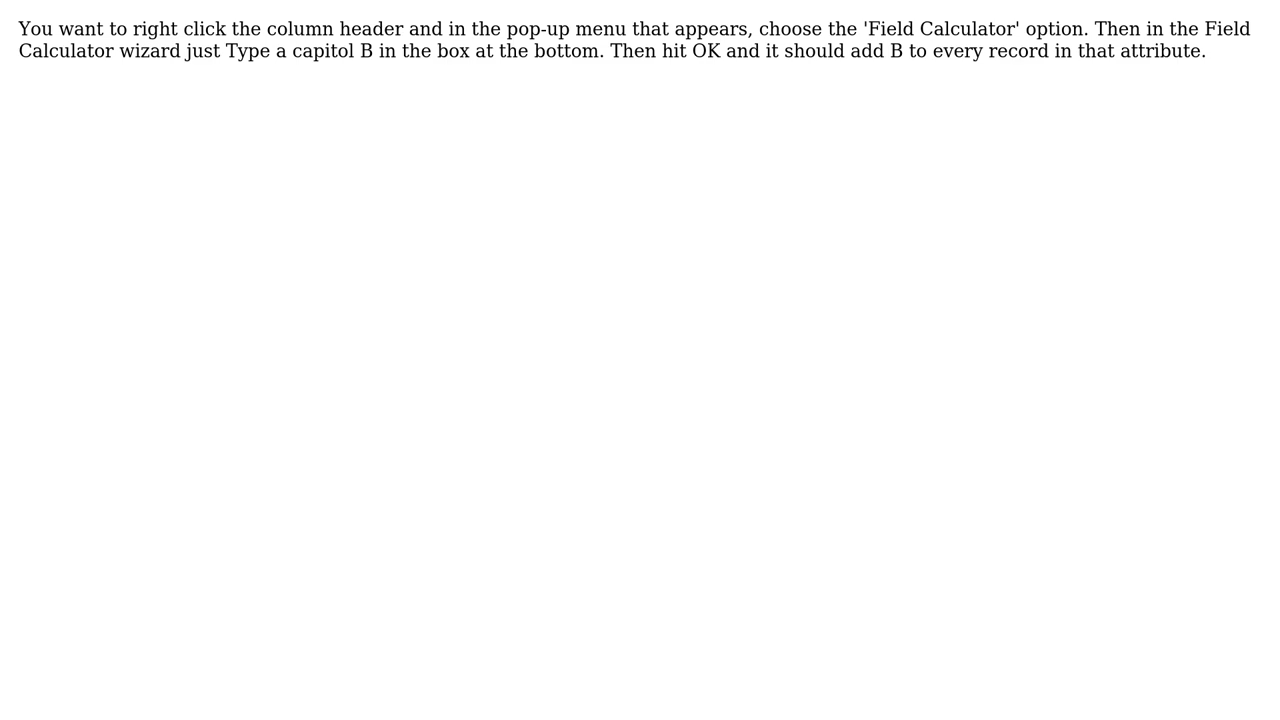 You want to right click the column header and in the pop-up menu that appears, choose the 'Field Calculator' option. Then in the Field
Calculator wizard just Type a capitol B in the box at the bottom. Then hit OK and it should add B to every record in that attribute.